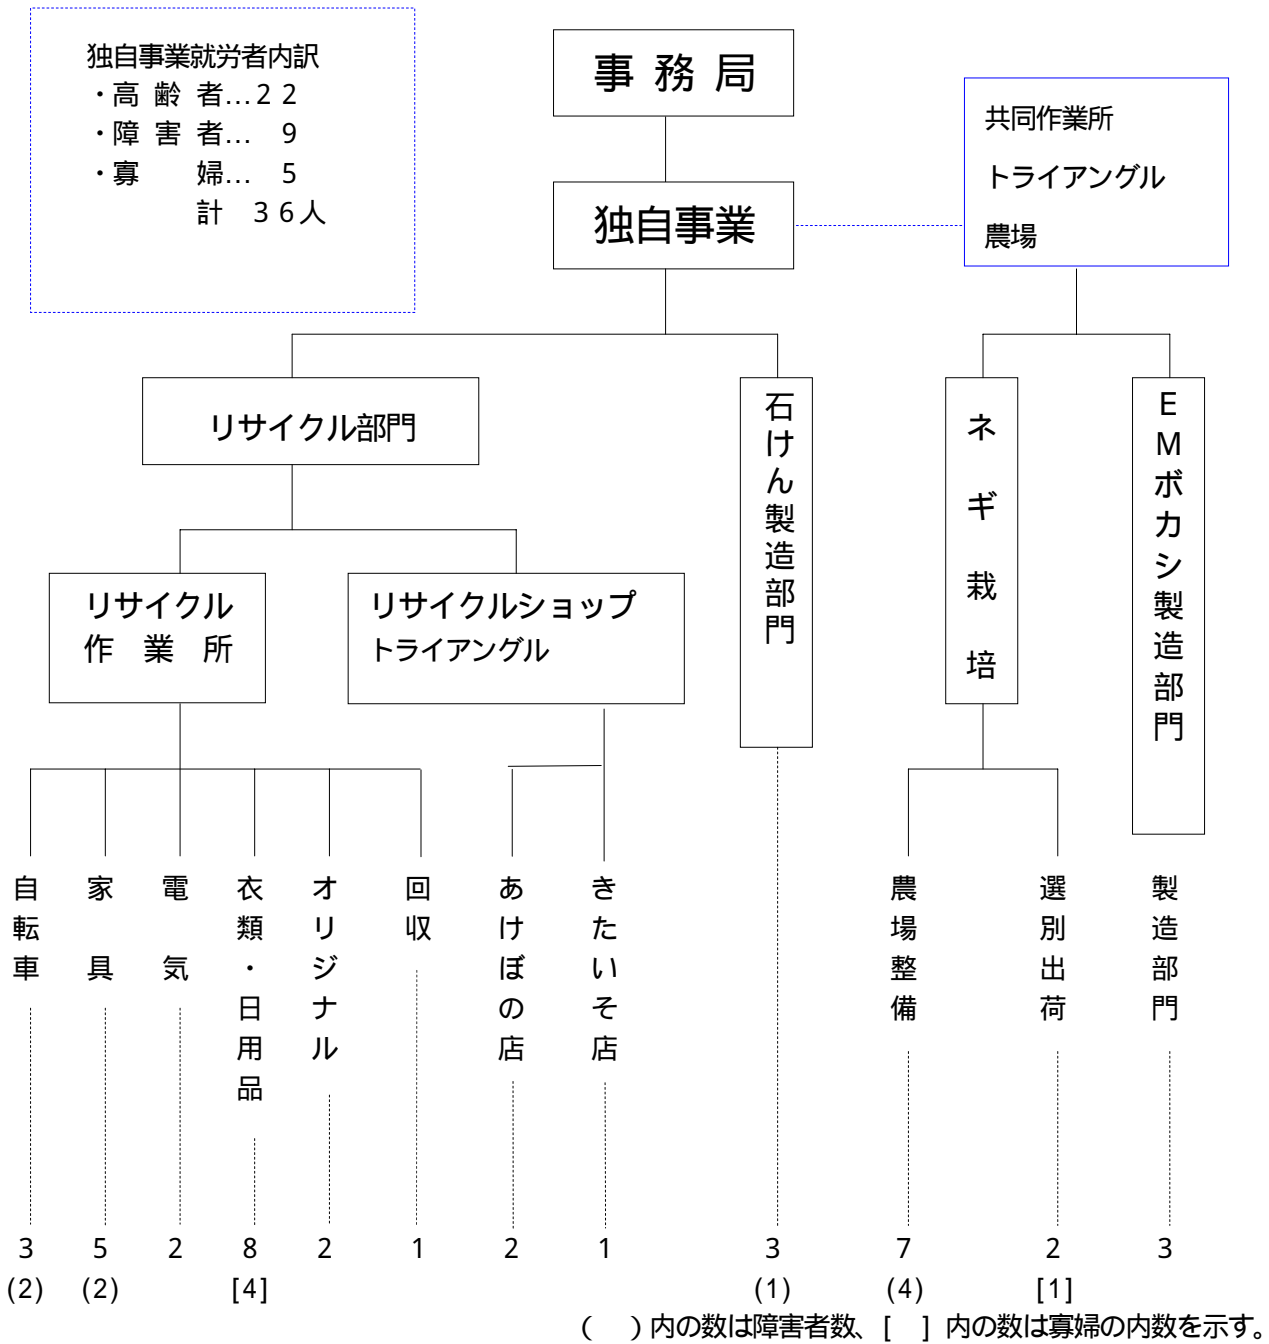 独自事業就労者内訳
・高 齢 者…22
・障 害 者… 9
・寡 婦… 5
計 36人
事 務 局
独自事業
共同作業所
トライアングル
農場
リサイクル部門
石けん製造部門
ネギ栽培
EMボカシ製造部門
リサイクル
作 業 所
リサイクルショップ
トライアングル
自転車
家 具
電 気
衣類・日用品
オリジナル
回収
あけぼの店
きたいそ店
農場整備
選別出荷
製造部門
3 5 2 8 2 1 2 1 3 7 2 3
(2) (2) [4] (1) (4) [1]
( )内の数は障害者数、[ ] 内の数は寡婦の内数を示す。